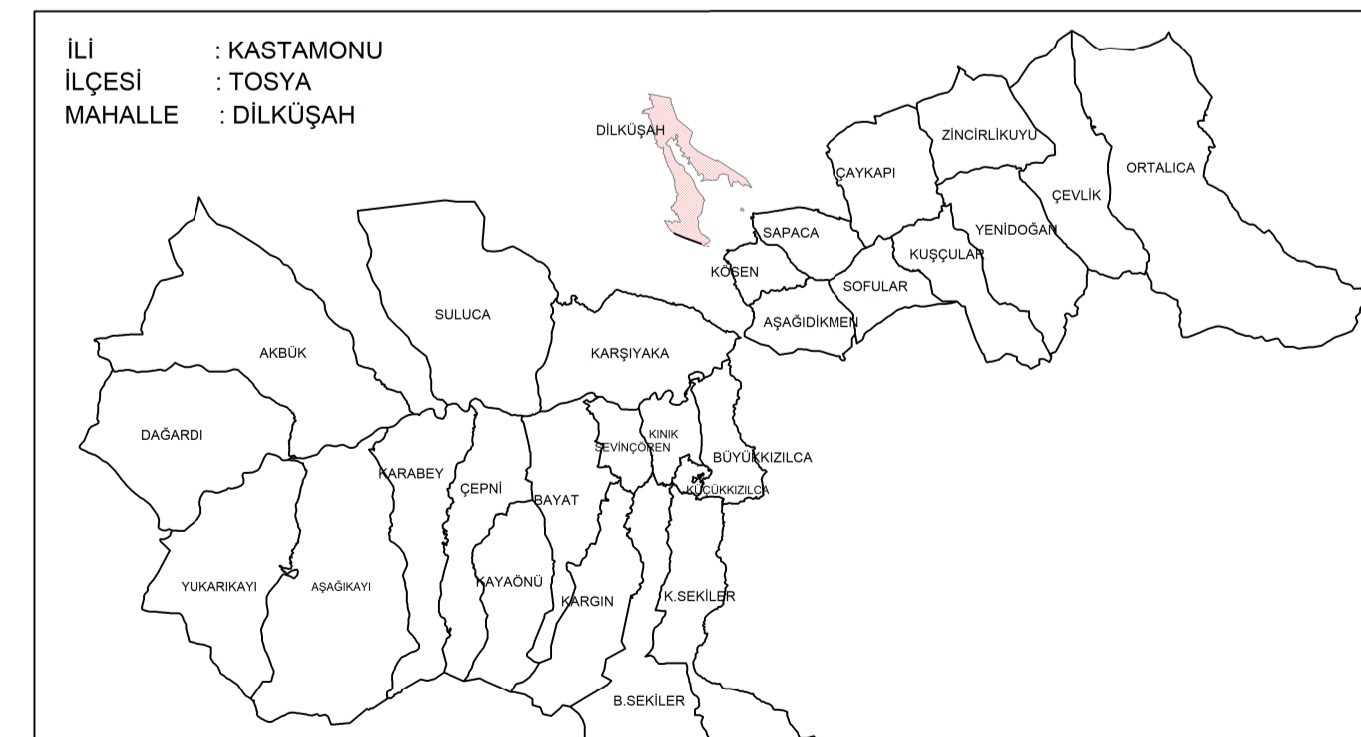 İLİ : KASTAMONU
İLÇESİ : TOSYA
MAHALLE : DİLKÜŞAH
DİLKÜŞAH
ZİNCİRLİKUYU
ÇAYKAPI
ORTALICA
ÇEVLİK
YENİDOĞAN
SAPACA
KUŞÇULAR
KÖSEN
SOFULAR
SULUCA
AŞAĞIDİKMEN
AKBÜK
KARŞIYAKA
DAĞARDI
KINIK
SEVİNÇÖREN
BÜYÜKKIZILCA
KARABEY
ÇEPNİ
KÜÇÜKKIZILCA
BAYAT
YUKARIKAYI
AŞAĞIKAYI
KAYAÖNÜ
KARGIN
K.SEKİLER
B.SEKİLER